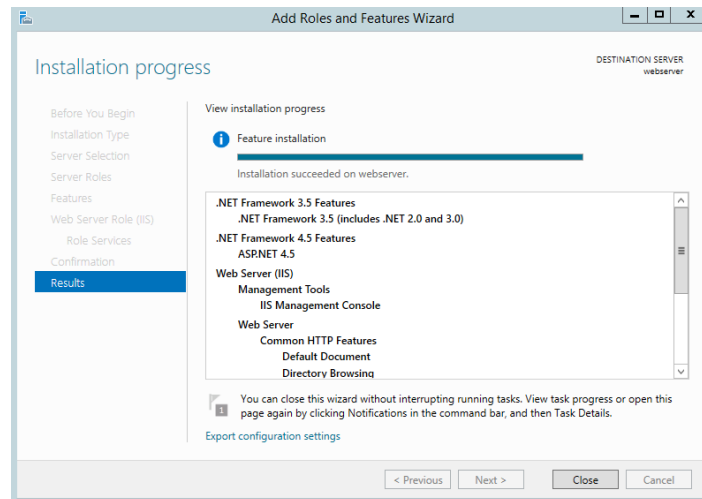 Add Roles and Features Wizard
Installation progress
DESTINATION SERVER
webserver
Before You Begin
Installation Type
Server Selection
Server Roles
Features
Web Server Role (IIS)
Role Services
Confirmation
Results
View installation progress
Feature installation
Installation succeeded on webserver.
.NET Framework 3.5 Features
.NET Framework 3.5 (includes .NET 2.0 and 3.0)
.NET Framework 4.5 Features
ASP.NET 4.5
Web Server (IIS)
Management Tools
IIS Management Console
Web Server
Common HTTP Features
Default Document
Directory Browsing
1
You can close this wizard without interrupting running tasks. View task progress or open this
page again by clicking Notifications in the command bar, and then Task Details.
Export configuration settings
< Previous
Next >
Close
Cancel